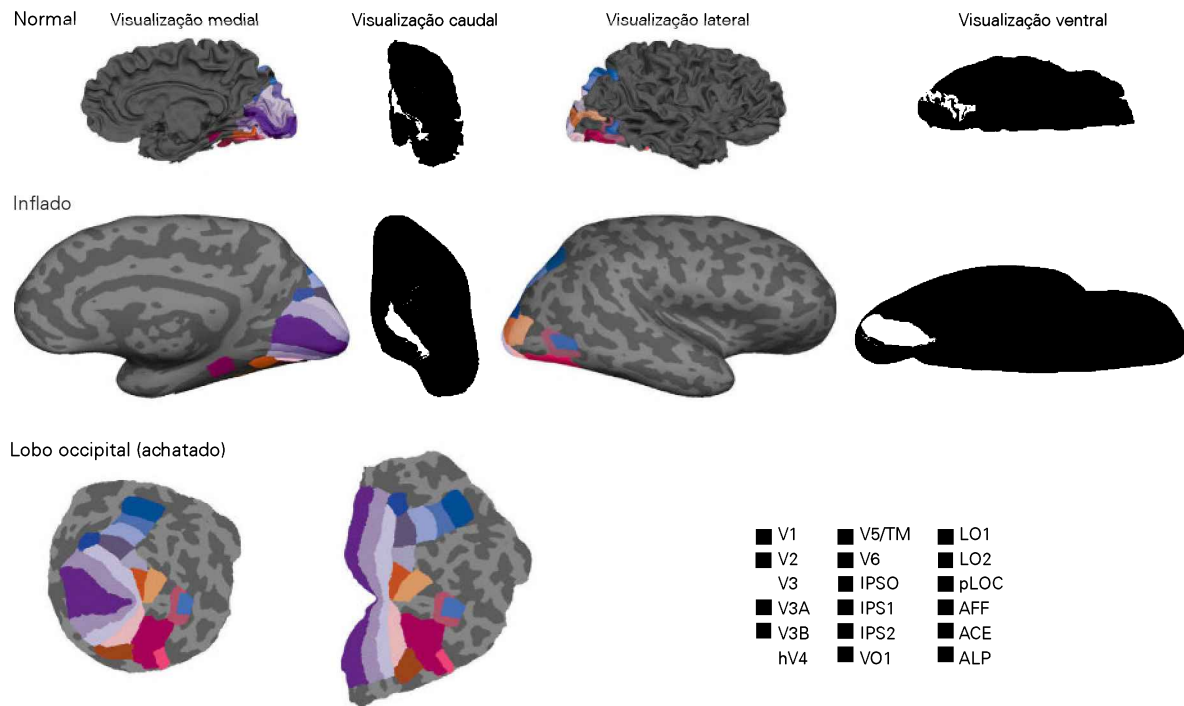 Normal
Visualização medial
Visualização caudal
Visualização lateral
Visualização ventral
Inflado
Lobo occipital (achatado)
V1
V2
V3
V3A
V3B
hV4
V5/TM
V6
IPSO
IPS1
IPS2
VO1
LO1
LO2
pLOC
AFF
ACE
ALP